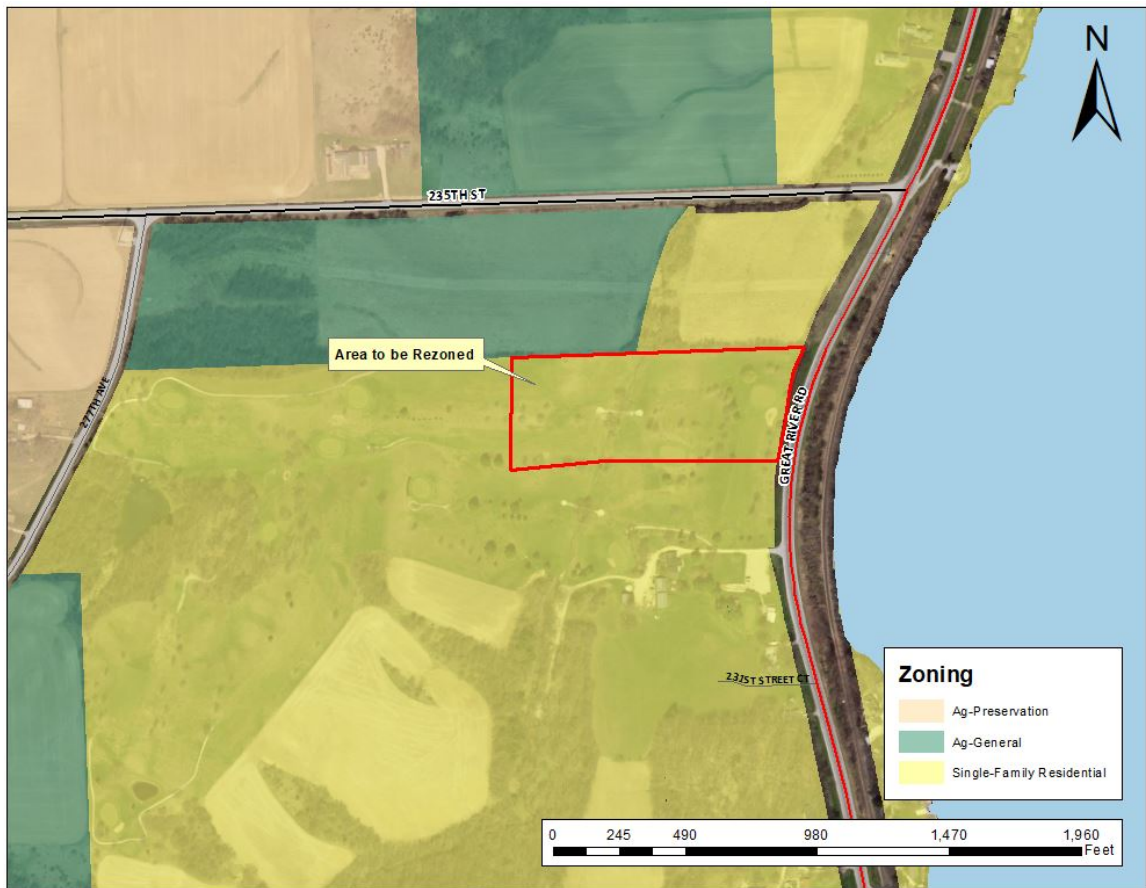 N
235TH ST
Area to be Rezoned
277TH AVE
GREAT RIVER RD
231ST STREET CT
Zoning
Ag-Preservation
Ag-General
Single-Family Residential
0 245 490 980 1,470 1,960
Feet